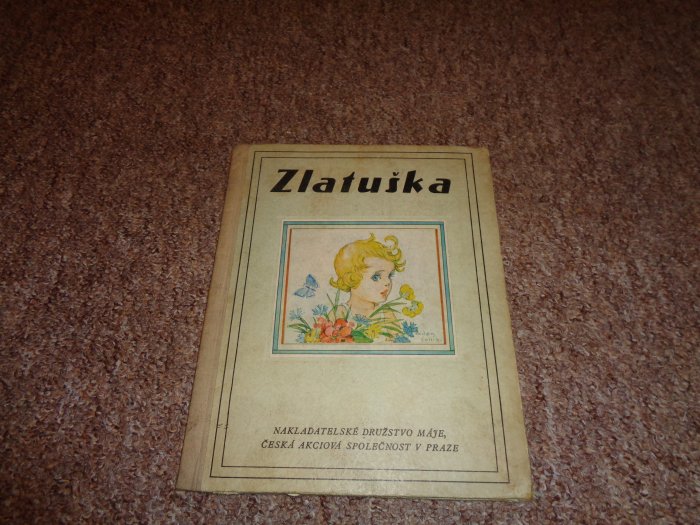 Zlatuška
NAKLADATELSKÉ DRUŽSTVO MÁJE,
ČESKÁ AKCIOVÁ SPOLEČNOST V PRAZE